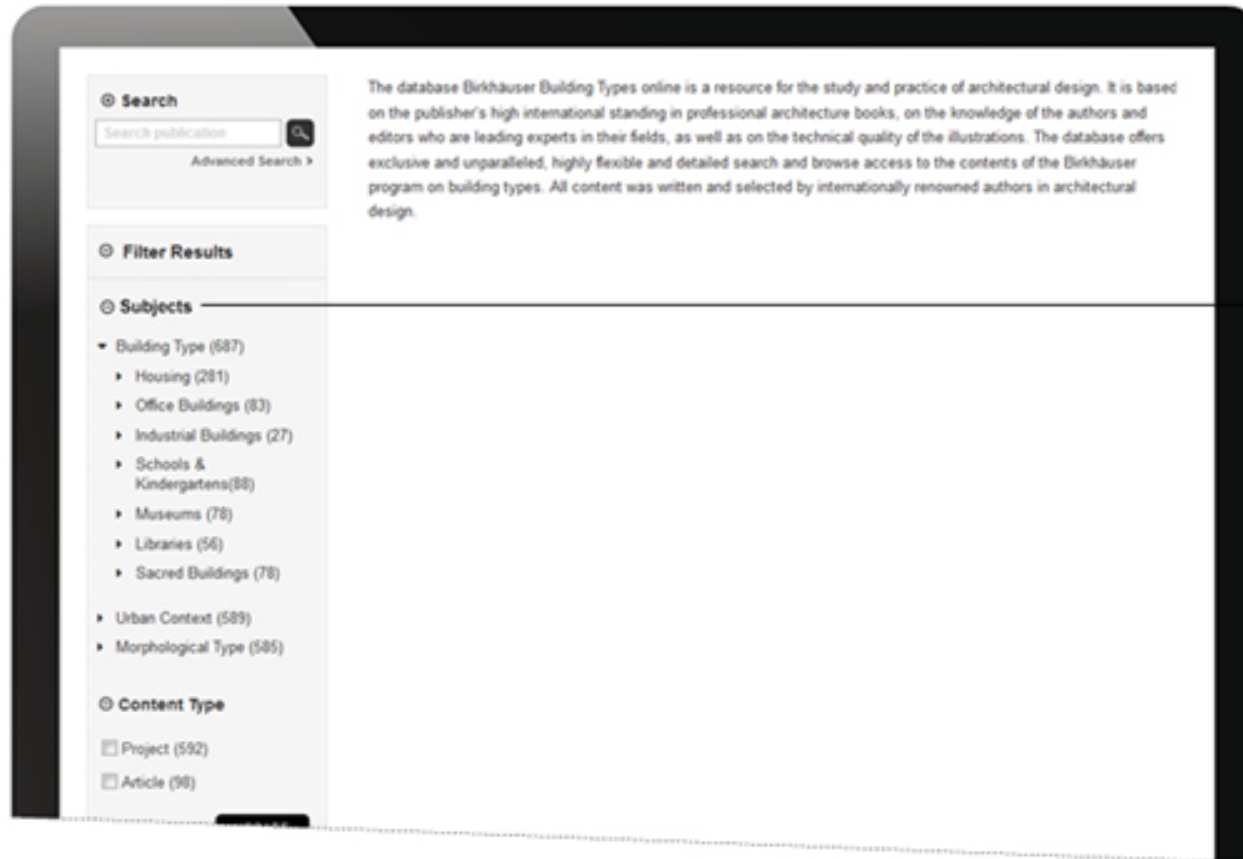 Search
Search publication
Advanced Search >
Filter Results
Subjects
Building Type (687)
Housing (281)
Office Buildings (83)
Industrial Buildings (27)
Schools &
Kindergartens(88)
Museums (78)
Libraries (56)
Sacred Buildings (78)
Urban Context (589)
Morphological Type (585)
Content Type
Project (592)
Article (98)
The database Birkhäuser Building Types online is a resource for the study and practice of architectural design. It is based
on the publisher's high international standing in professional architecture books, on the knowledge of the authors and
editors who are leading experts in their fields, as well as on the technical quality of the illustrations. The database offers
exclusive and unparalleled, highly flexible and detailed search and browse access to the contents of the Birkhäuser
program on building types. All content was written and selected by internationally renowned authors in architectural
design.